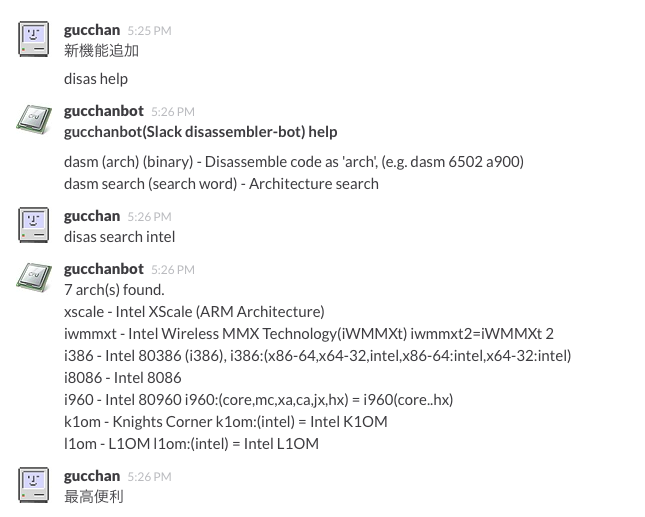 gucchan 5:25 PM
新機能追加
disas help
gucchanbot 5:26 PM
gucchanbot(Slack disassembler-bot) help
dasm (arch) (binary) - Disassemble code as 'arch', (e.g. dasm 6502 a900)
dasm search (search word) - Architecture search
gucchan 5:26 PM
disas search intel
gucchanbot 5:26 PM
7 arch(s) found.
xscale - Intel XScale (ARM Architecture)
iwmmxt - Intel Wireless MMX Technology(iWMMXt) iwmmxt2=iWMMXt 2
i386 - Intel 80386 (i386), i386:(x86-64,x64-32,intel,x86-64:intel,x64-32:intel)
i8086 - Intel 8086
i960 - Intel 80960 i960:(core,mc,xa,ca,jx,hx) = i960(core..hx)
k1om - Knights Corner k1om:(intel) = Intel K1OM
l1om - L1OM l1om:(intel) = Intel L1OM
gucchan 5:26 PM
最高便利